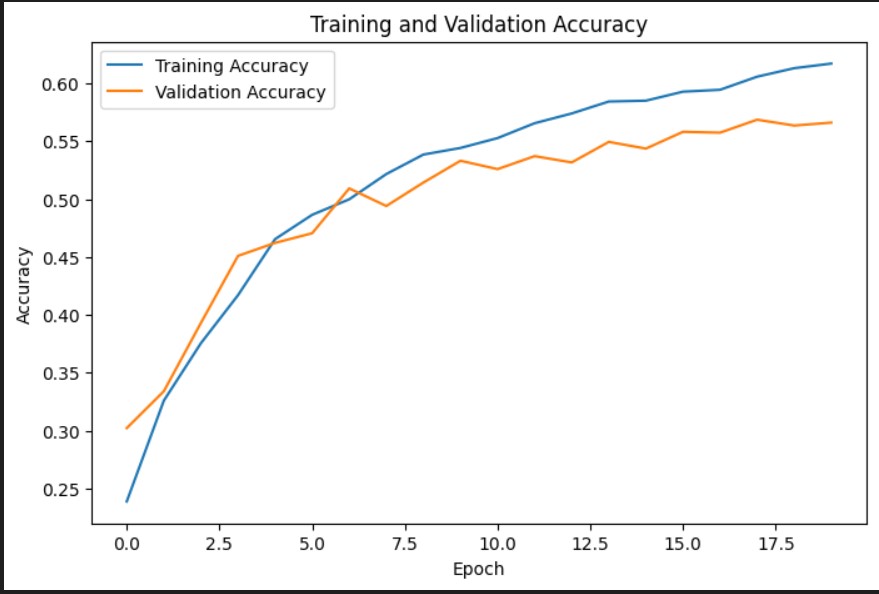 Training and Validation Accuracy
Training Accuracy
Validation Accuracy
0.60
0.55
0.50
0.45
0.40
0.35
0.30
0.25
Accuracy
0.0 2.5 5.0 7.5 10.0 12.5 15.0 17.5
Epoch